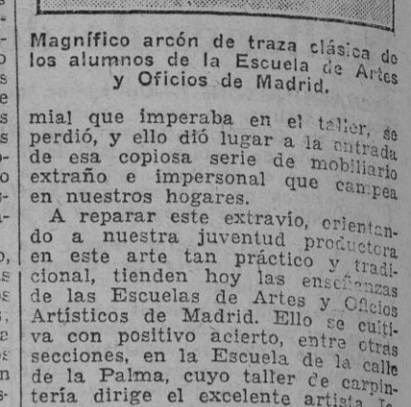 Magnífico arcón de traza clásica de
los alumnos de la Escuela de Artes
y Oficios de Madrid.
mial que imperaba en el taller, se
perdió, y ello dió lugar a la entrada
de esa copiosa serie de mobiliario
extraño e impersonal que campea
en nuestros hogares.
A reparar este extravío, orientan-
do a nuestra juventud productora
en este arte tan práctico y tradi-
cional, tienden hoy las enseñanzas
de las Escuelas de Artes y Oficios
Artísticos de Madrid. Ello se culti-
va con positivo acierto, entre otras
secciones, en la Escuela de la calle
de la Palma, cuyo taller de carpin-
tería dirige el excelente artista